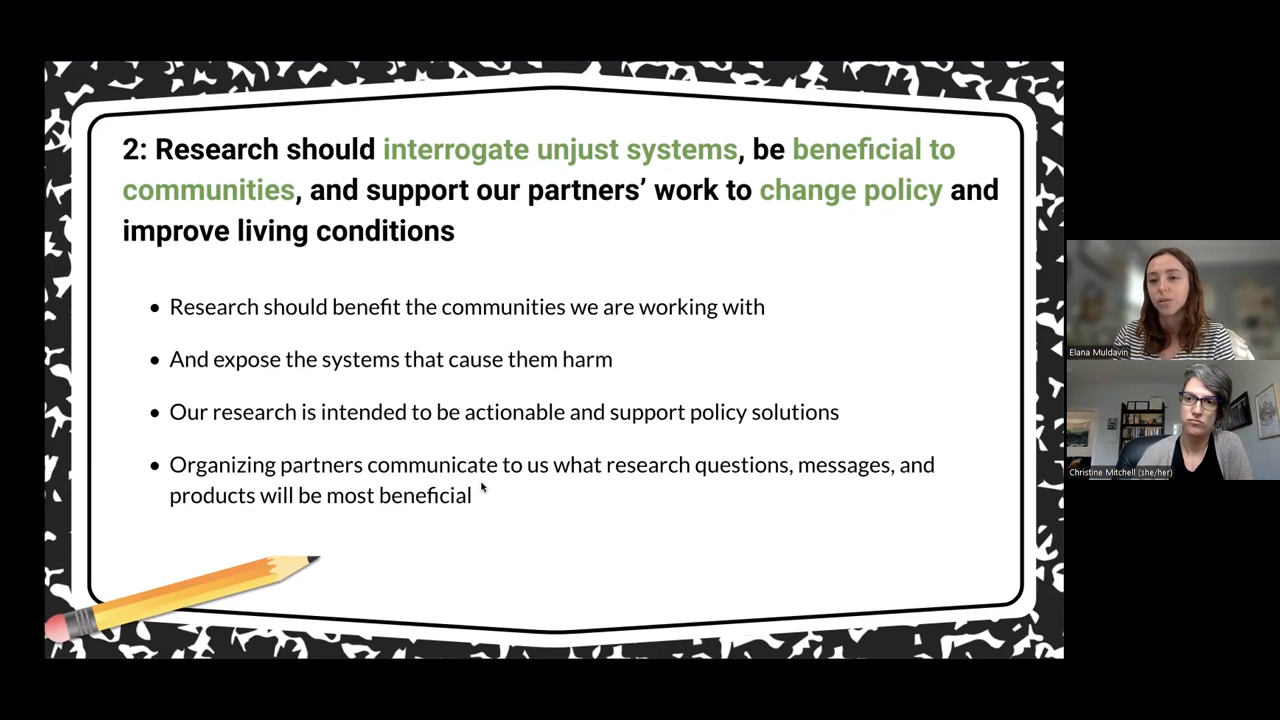 2: Research should interrogate unjust systems, be beneficial to
communities, and support our partners’ work to change policy and
improve living conditions
• Research should benefit the communities we are working with
• And expose the systems that cause them harm
• Our research is intended to be actionable and support policy solutions
• Organizing partners communicate to us what research questions, messages, and
products will be most beneficial
Elana Muldavin
Christine Mitchell (she/her)